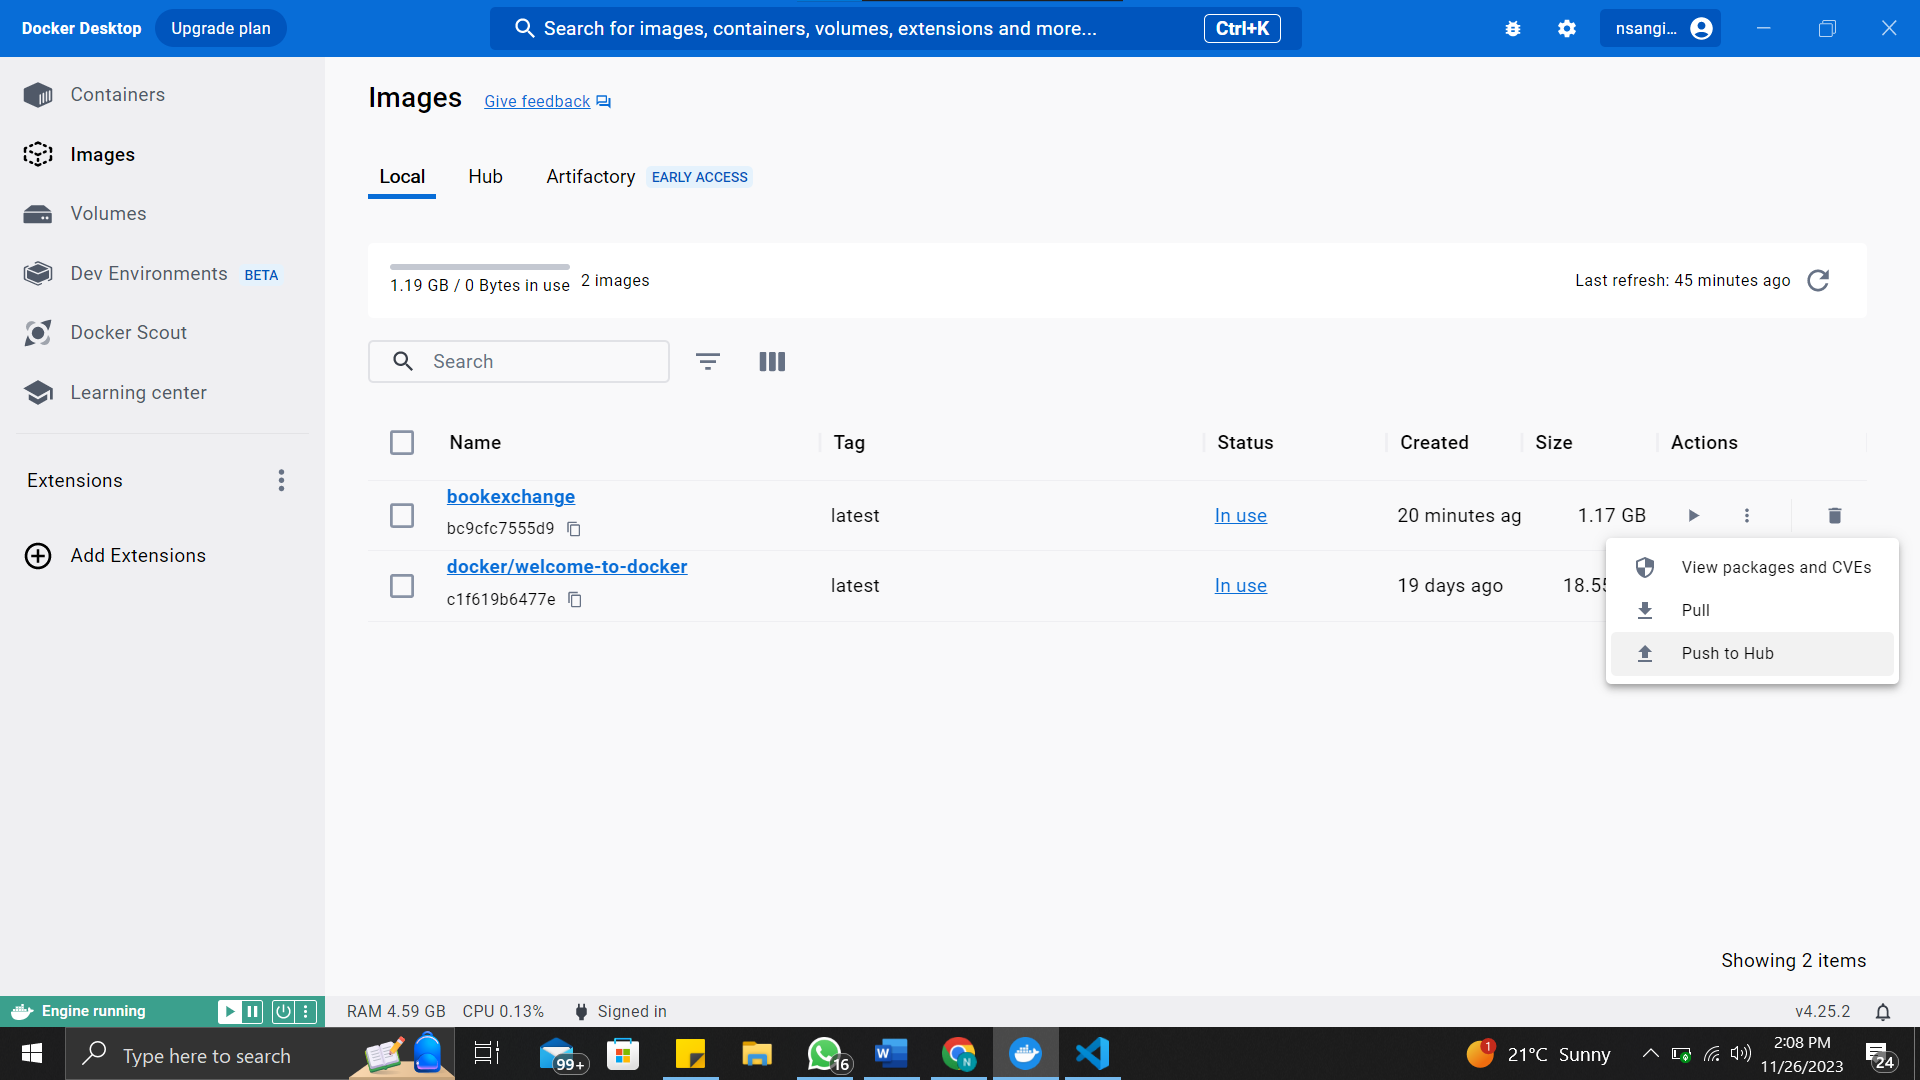 Docker Desktop Upgrade plan Search for images, containers, volumes, extensions and more... Ctrl+K nsangi...
Containers
Images
Volumes
Dev Environments BETA
Docker Scout
Learning center
Extensions
Add Extensions
Images Give feedback
Local Hub Artifactory EARLY ACCESS
1.19 GB / 0 Bytes in use 2 images Last refresh: 45 minutes ago
Search
Name Tag Status Created Size Actions
bookexchange
bc9cfc7555d9
latest In use 20 minutes ag 1.17 GB
docker/welcome-to-docker
c1f619b6477e
latest In use 19 days ago 18.55
View packages and CVEs
Pull
Push to Hub
Showing 2 items
Engine running RAM 4.59 GB CPU 0.13% Signed in v4.25.2
Type here to search 99+ 16 W N 1 21°C Sunny 2:08 PM
11/26/2023 24